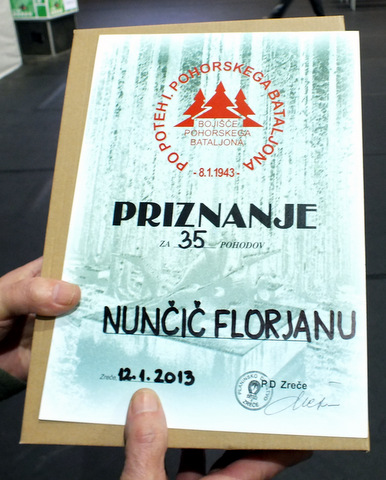 PO POTEH I. POHORSKEGA BATALJONA
BOJIŠČE
POHORSKEGA
BATALJONA
- 8.1.1943 -
PRIZNANJE
ZA 35 POHODOV
NUNČIČ FLORJANU
Zreče, 12.1.2013
PD Zreče